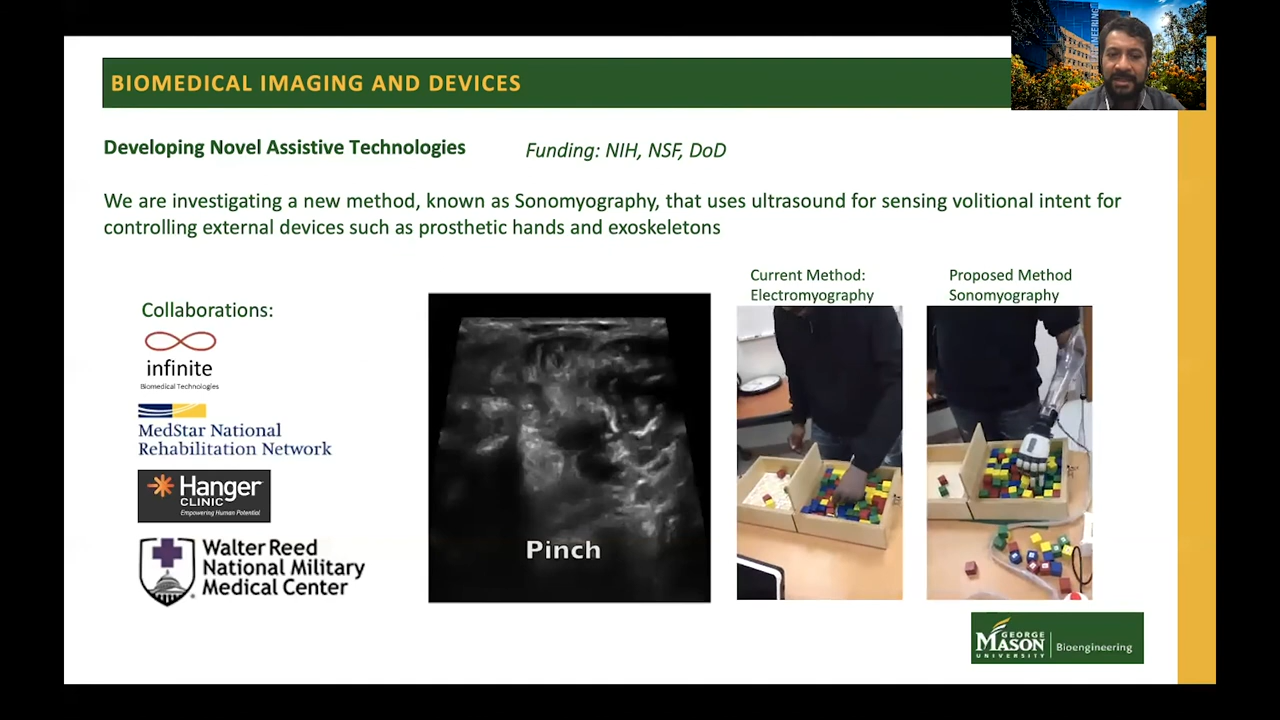 BIOMEDICAL IMAGING AND DEVICES
ENGINEERING
Developing Novel Assistive Technologies
Funding: NIH, NSF, DoD
We are investigating a new method, known as Sonomyography, that uses ultrasound for sensing volitional intent for
controlling external devices such as prosthetic hands and exoskeletons
Collaborations:
infinite
Biomedical Technologies
MedStar National
Rehabilitation Network
Hanger
CLINIC
Empowering Human Potential
Walter Reed
National Military
Medical Center
Pinch
Current Method:
Electromyography
Proposed Method
Sonomyography
GEORGE
MASON
UNIVERSITY
Bioengineering